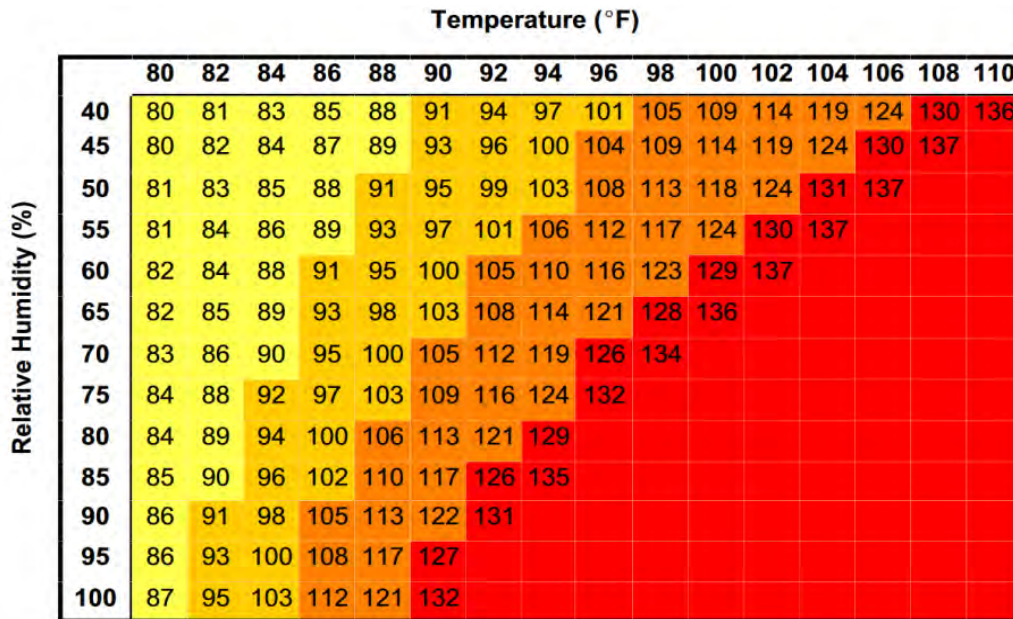 Temperature (°F)
80 82 84 86 88 90 92 94 96 98 100 102 104 106 108 110
40 80 81 83 85 88 91 94 97 101 105 109 114 119 124 130 136
45 80 82 84 87 89 93 96 100 104 109 114 119 124 130 137
50 81 83 85 88 91 95 99 103 108 113 118 124 131 137
55 81 84 86 89 93 97 101 106 112 117 124 130 137
60 82 84 88 91 95 100 105 110 116 123 129 137
65 82 85 89 93 98 103 108 114 121 128 136
70 83 86 90 95 100 105 112 119 126 134
75 84 88 92 97 103 109 116 124 132
80 84 89 94 100 106 113 121 129
85 85 90 96 102 110 117 126 135
90 86 91 98 105 113 122 131
95 86 93 100 108 117 127
100 87 95 103 112 121 132
Relative Humidity (%)